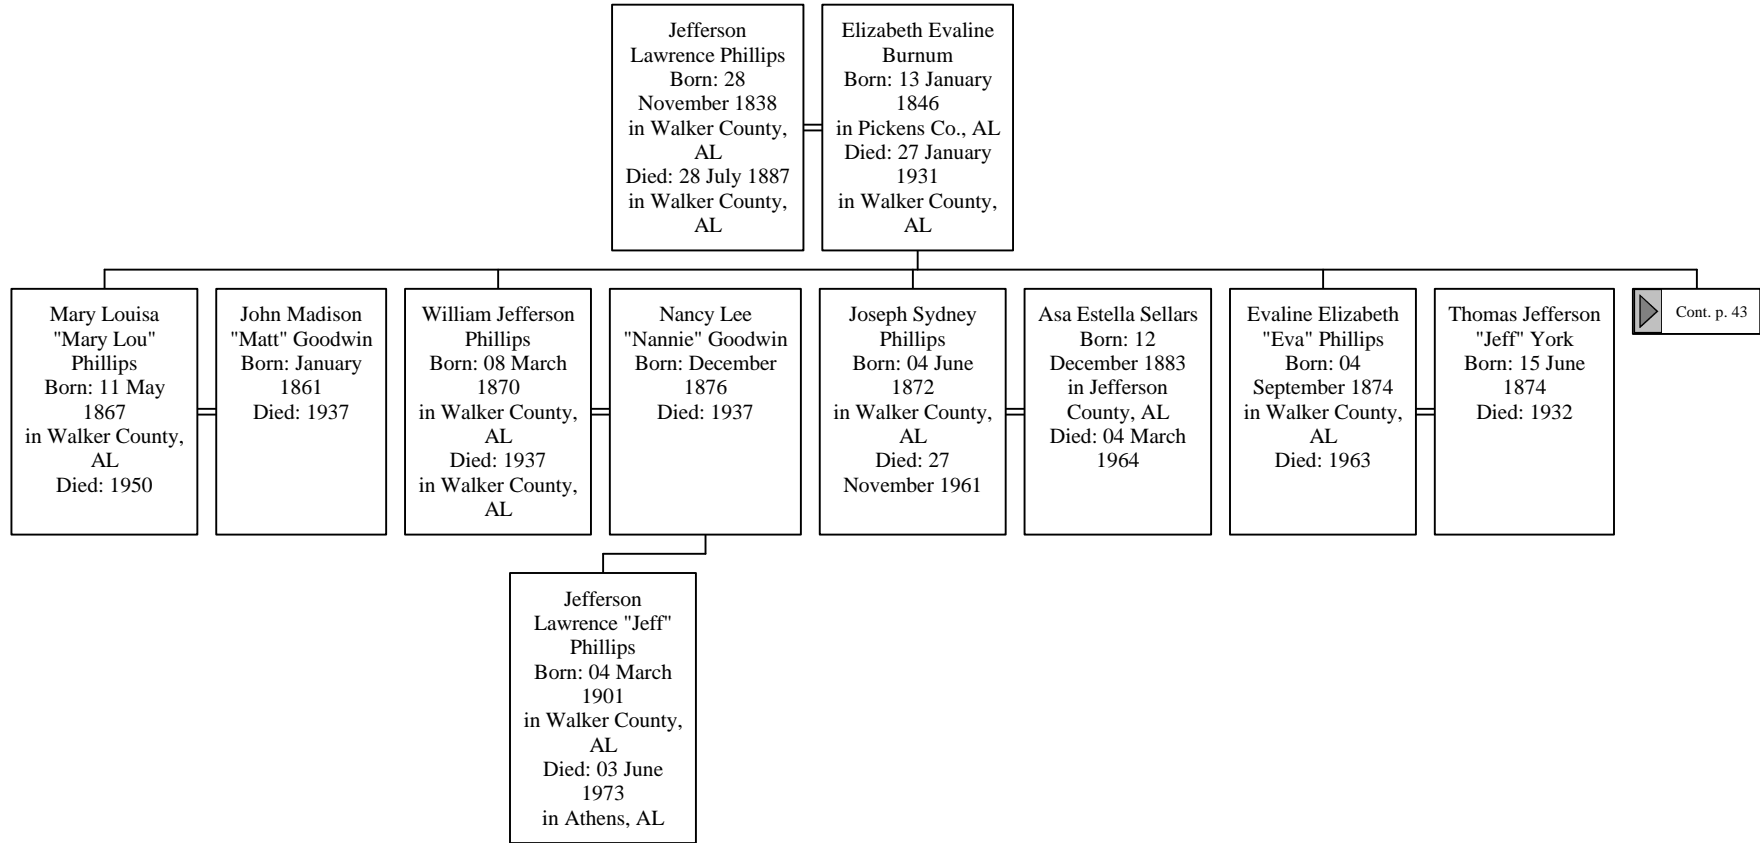 Jefferson
Lawrence Phillips
Born: 28
November 1838
in Walker County,
AL
Died: 28 July 1887
in Walker County,
AL
Elizabeth Evaline
Burnum
Born: 13 January
1846
in Pickens Co., AL
Died: 27 January
1931
in Walker County,
AL
Mary Louisa
"Mary Lou"
Phillips
Born: 11 May
1867
in Walker County,
AL
Died: 1950
John Madison
"Matt" Goodwin
Born: January
1861
Died: 1937
William Jefferson
Phillips
Born: 08 March
1870
in Walker County,
AL
Died: 1937
in Walker County,
AL
Nancy Lee
"Nannie" Goodwin
Born: December
1876
Died: 1937
Joseph Sydney
Phillips
Born: 04 June
1872
in Walker County,
AL
Died: 27
November 1961
Asa Estella Sellars
Born: 12
December 1883
in Jefferson
County, AL
Died: 04 March
1964
Evaline Elizabeth
"Eva" Phillips
Born: 04
September 1874
in Walker County,
AL
Died: 1963
Thomas Jefferson
"Jeff" York
Born: 15 June
1874
Died: 1932
Cont. p. 43
Jefferson
Lawrence "Jeff"
Phillips
Born: 04 March
1901
in Walker County,
AL
Died: 03 June
1973
in Athens, AL